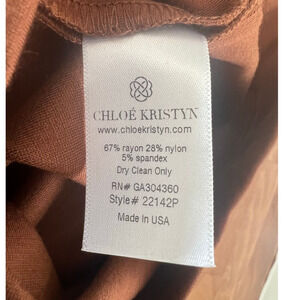 CHLOÉ KRISTYN
www.chloekristyn.com
67% rayon 28% nylon
5% spandex
Dry Clean Only
RN# GA304360
Style# 22142P
Made in USA